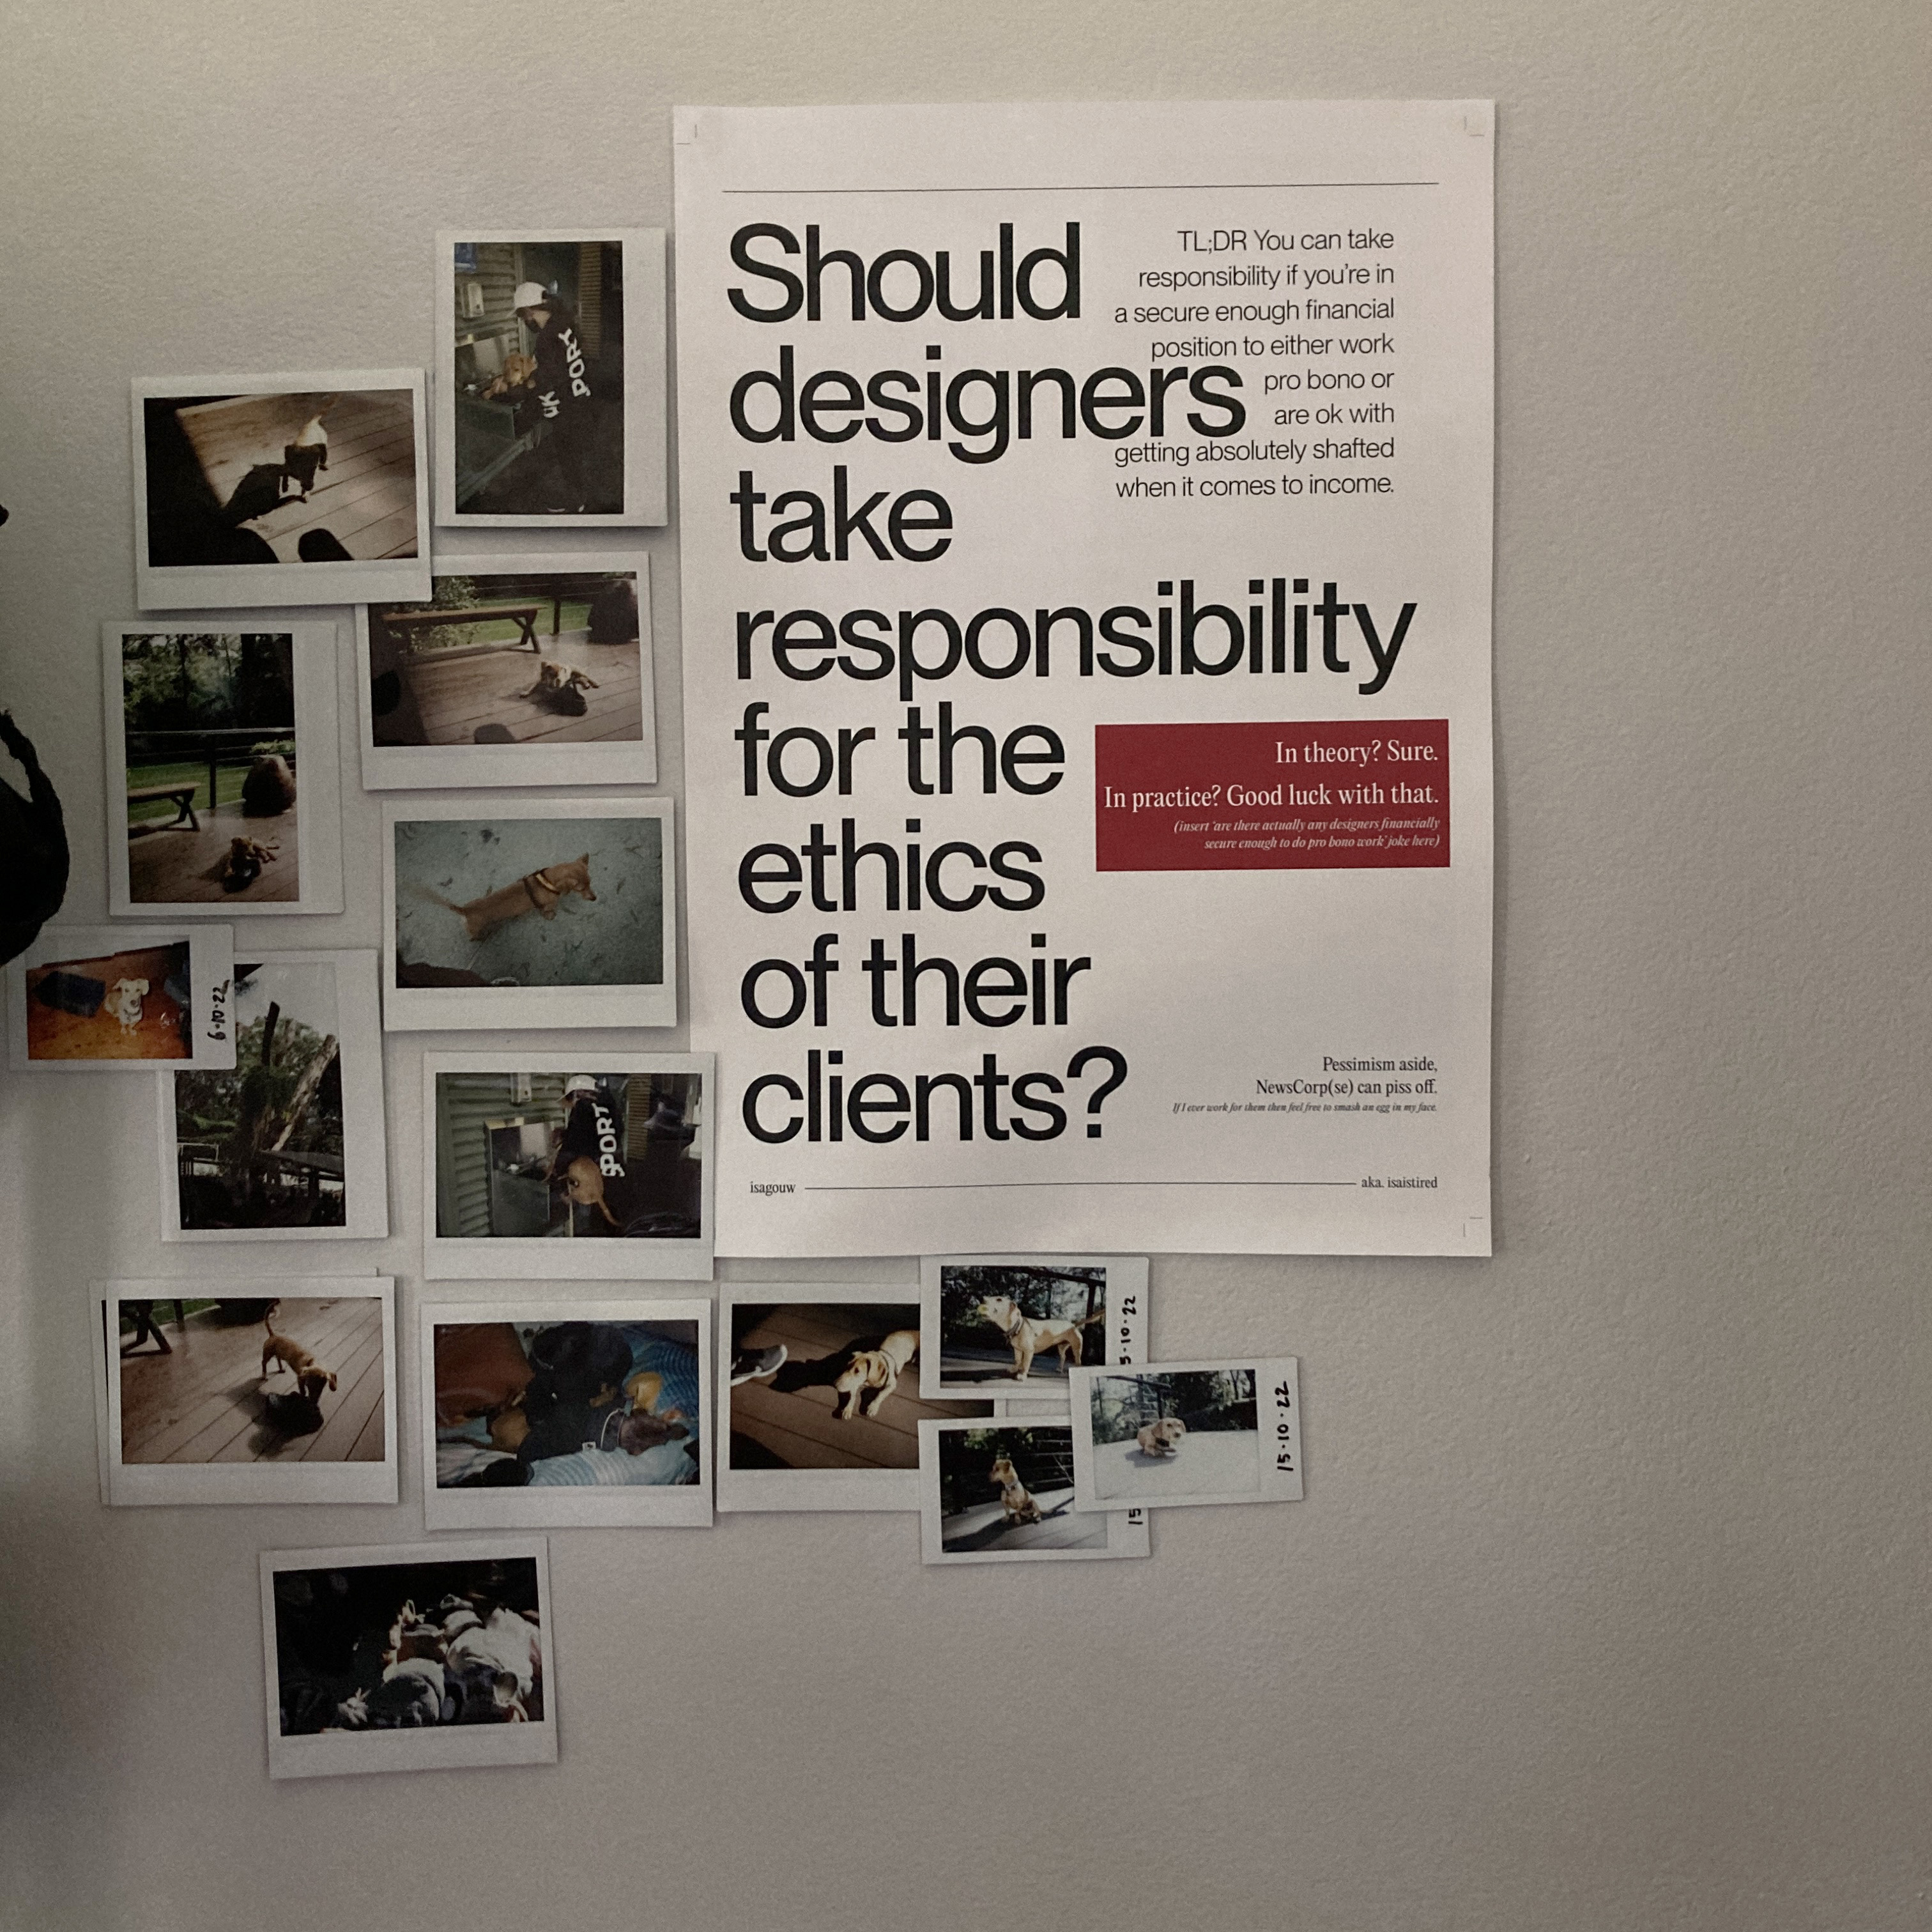 Should
designers
take
responsibility
for the
ethics
of their
clients?
TL;DR You can take
responsibility if you're in
a secure enough financial
position to either work
pro bono or
are ok with
getting absolutely shafted
when it comes to income.
In theory? Sure.
In practice? Good luck with that.
(insert 'are there actually any designers financially
secure enough to do pro bono work' joke here)
Pessimism aside,
NewsCorp(se) can piss off.
If I ever work for them then feel free to smash an egg in my face.
isagouw
aka. isaistired
PORT
6·10·22
SPORT
5·10·22
15·10·22
15